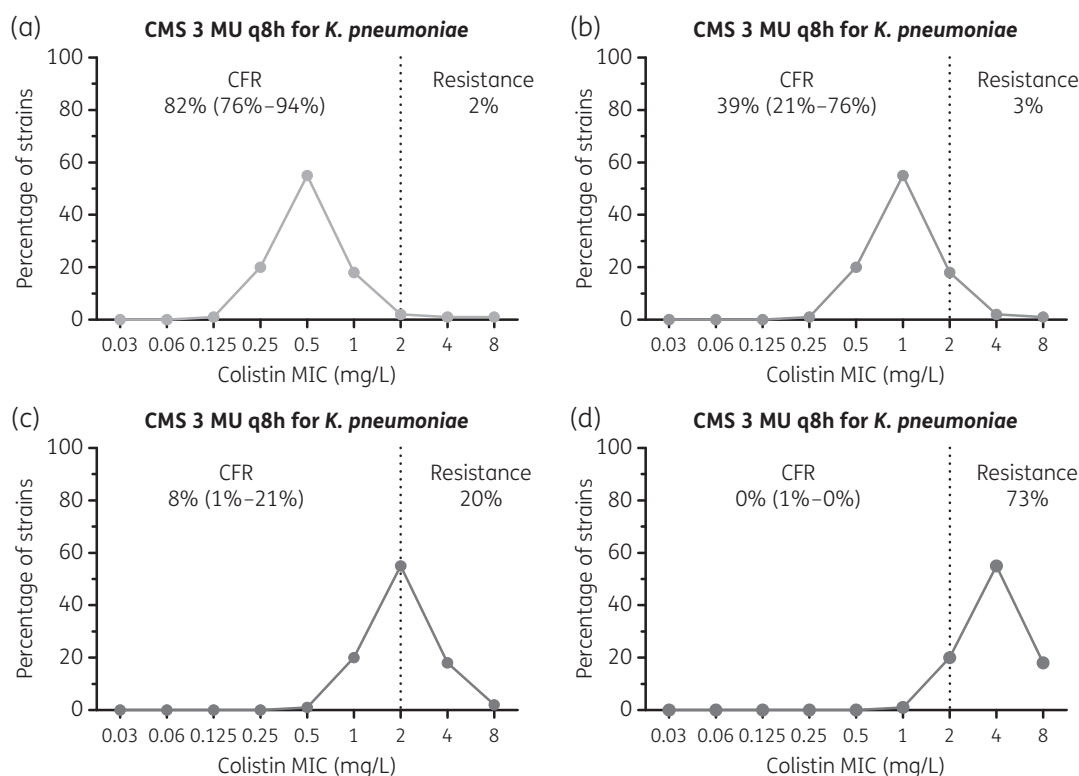 (a)
CMS 3 MU q8h for K. pneumoniae
Percentage of strains
100
80
60
40
20
0
CFR
82% (76%–94%)
Resistance
2%
0.03 0.06 0.125 0.25 0.5 1 2 4 8
Colistin MIC (mg/L)
(b)
CMS 3 MU q8h for K. pneumoniae
Percentage of strains
100
80
60
40
20
0
CFR
39% (21%–76%)
Resistance
3%
0.03 0.06 0.125 0.25 0.5 1 2 4 8
Colistin MIC (mg/L)
(c)
CMS 3 MU q8h for K. pneumoniae
Percentage of strains
100
80
60
40
20
0
CFR
8% (1%–21%)
Resistance
20%
0.03 0.06 0.125 0.25 0.5 1 2 4 8
Colistin MIC (mg/L)
(d)
CMS 3 MU q8h for K. pneumoniae
Percentage of strains
100
80
60
40
20
0
CFR
0% (1%–0%)
Resistance
73%
0.03 0.06 0.125 0.25 0.5 1 2 4 8
Colistin MIC (mg/L)